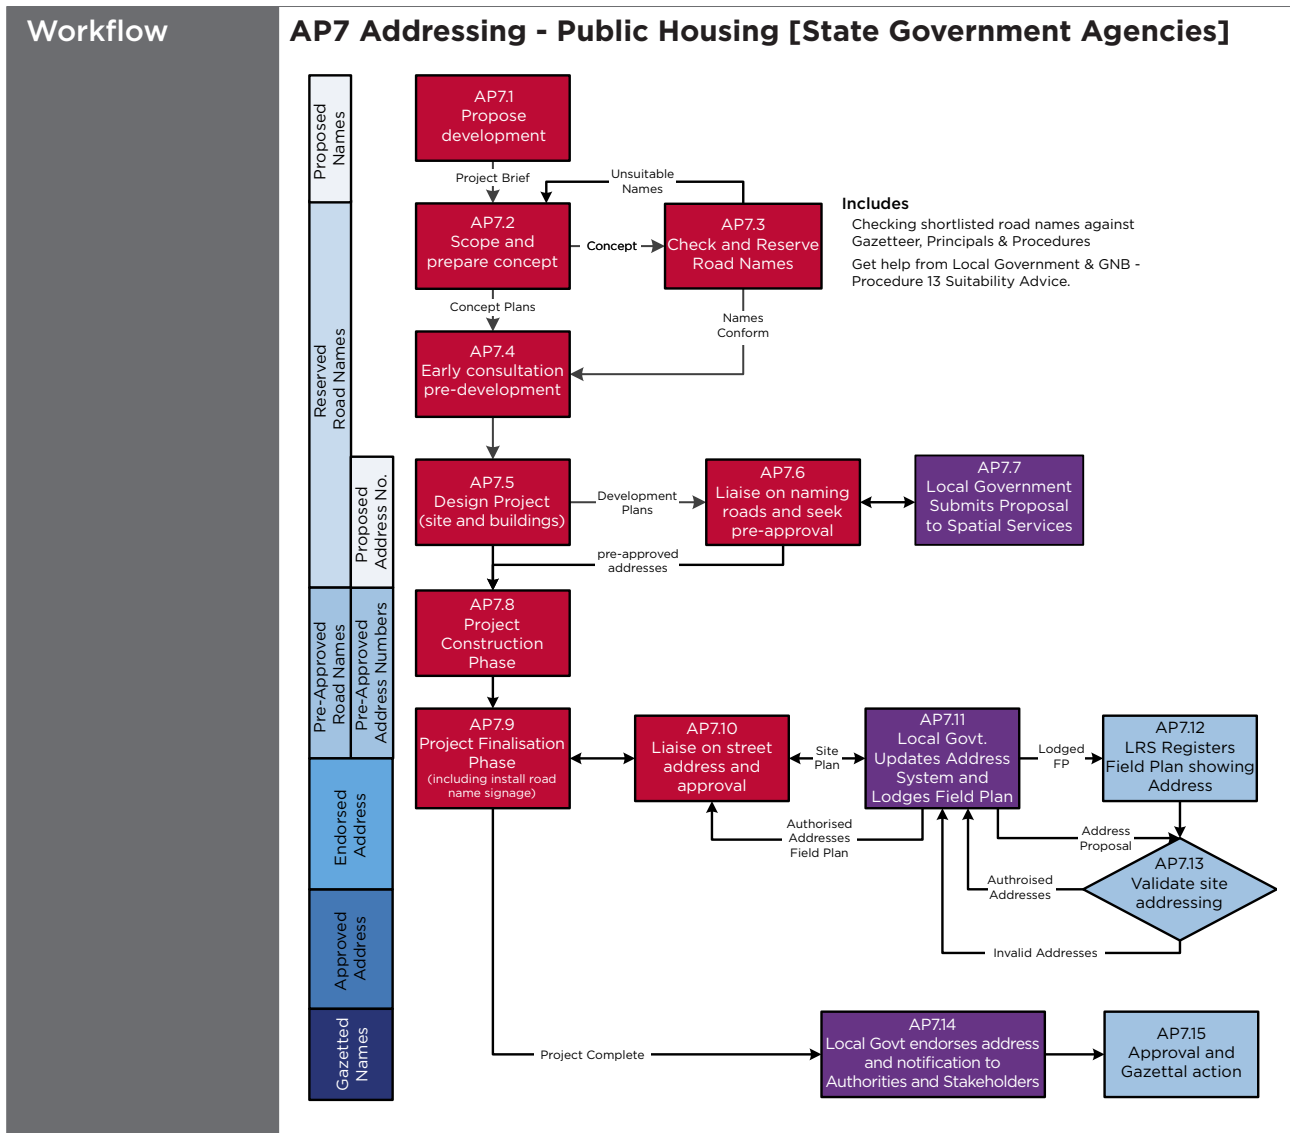 Workflow
AP7 Addressing - Public Housing [State Government Agencies]
Proposed
Names
Reserved
Road Names
Proposed
Address No.
Pre-Approved
Road Names
Pre-Approved
Address Numbers
Endorsed
Address
Approved
Address
Gazetted
Names
AP7.1
Propose
development
Project Brief
Unsuitable
Names
AP7.2
Scope and
prepare concept
Concept
AP7.3
Check and Reserve
Road Names
Includes
Checking shortlisted road names against
Gazetteer, Principals & Procedures
Get help from Local Government & GNB -
Procedure 13 Suitability Advice.
Concept Plans
Names
Conform
AP7.4
Early consultation
pre-development
AP7.5
Design Project
(site and buildings)
Development
Plans
AP7.6
Liaise on naming
roads and seek
pre-approval
AP7.7
Local Government
Submits Proposal
to Spatial Services
pre-approved
addresses
AP7.8
Project
Construction
Phase
AP7.9
Project Finalisation
Phase
(including install road
name signage)
AP7.10
Liaise on street
address and
approval
Site
Plan
AP7.11
Local Govt.
Updates Address
System and
Lodges Field Plan
Lodged
FP
AP7.12
LRS Registers
Field Plan showing
Address
Authorised
Addresses
Field Plan
Address
Proposal
AP7.13
Validate site
addressing
Authroised
Addresses
Invalid Addresses
Project Complete
AP7.14
Local Govt endorses address
and notification to
Authorities and Stakeholders
AP7.15
Approval and
Gazettal action